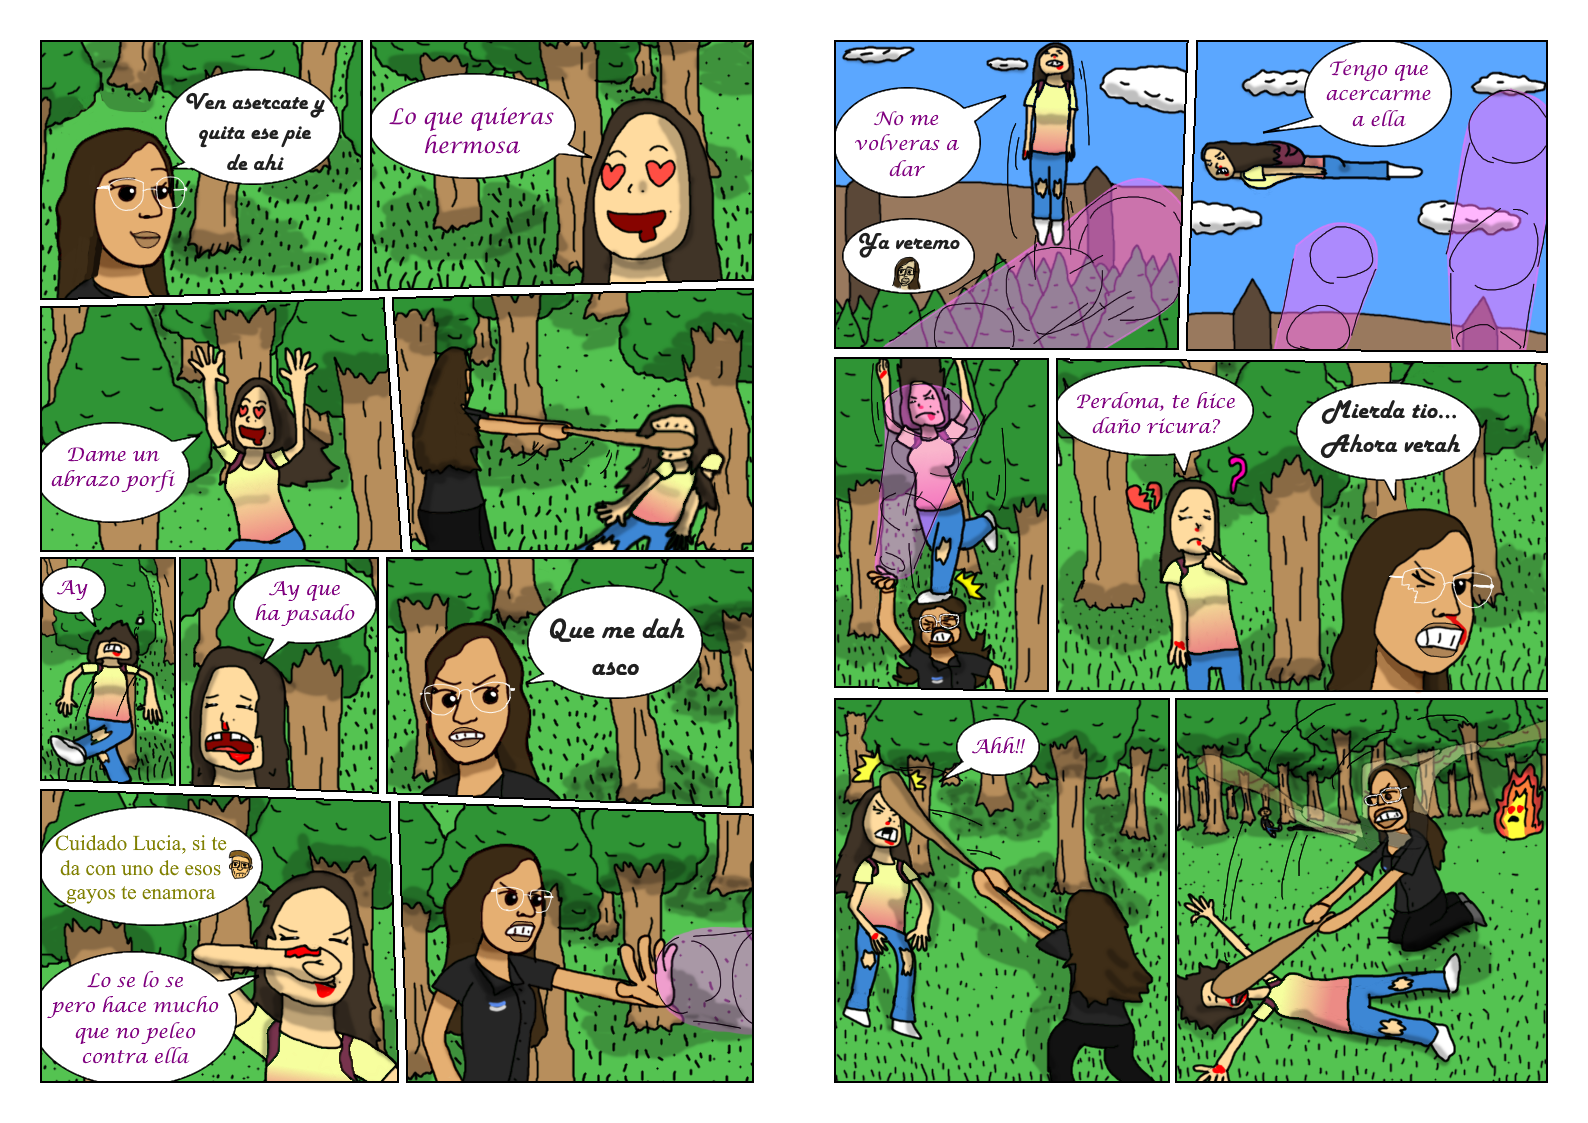 Ven asercate y
quita ese pie
de ahi
Lo que quieras
hermosa
Dame un
abrazo porfi
Ay
Ay que
ha pasado
Que me dah
asco
Cuidado Lucia, si te
da con uno de esos
gayos te enamora
Lo se lo se
pero hace mucho
que no peleo
contra ella
No me
volveras a
dar
Ya veremo
Tengo que
acercarme
a ella
Perdona, te hice
daño ricura?
Mierda tio...
Ahora verah
Ahh!!